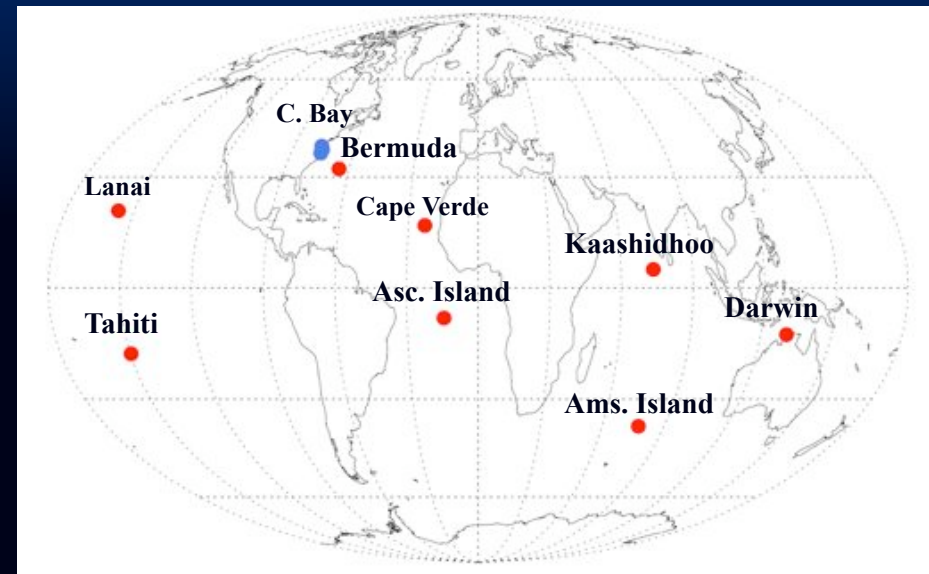 C. Bay
Bermuda
Lanai
Cape Verde
Kaashidhoo
Asc. Island
Darwin
Tahiti
Ams. Island